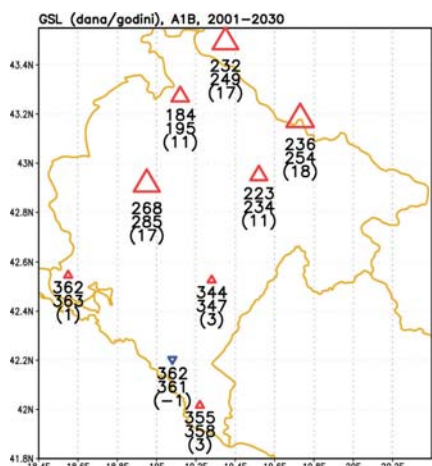 GSL (dana/godini), A1B, 2001-2030
43.4N
43.2N
43N
42.8N
42.6N
42.4N
42.2N
42N
41.8N
232
249
(17)
184
195
(11)
236
254
(18)
223
234
(11)
268
285
(17)
362
363
(1)
344
347
(3)
362
361
(-1)
355
358
(3)